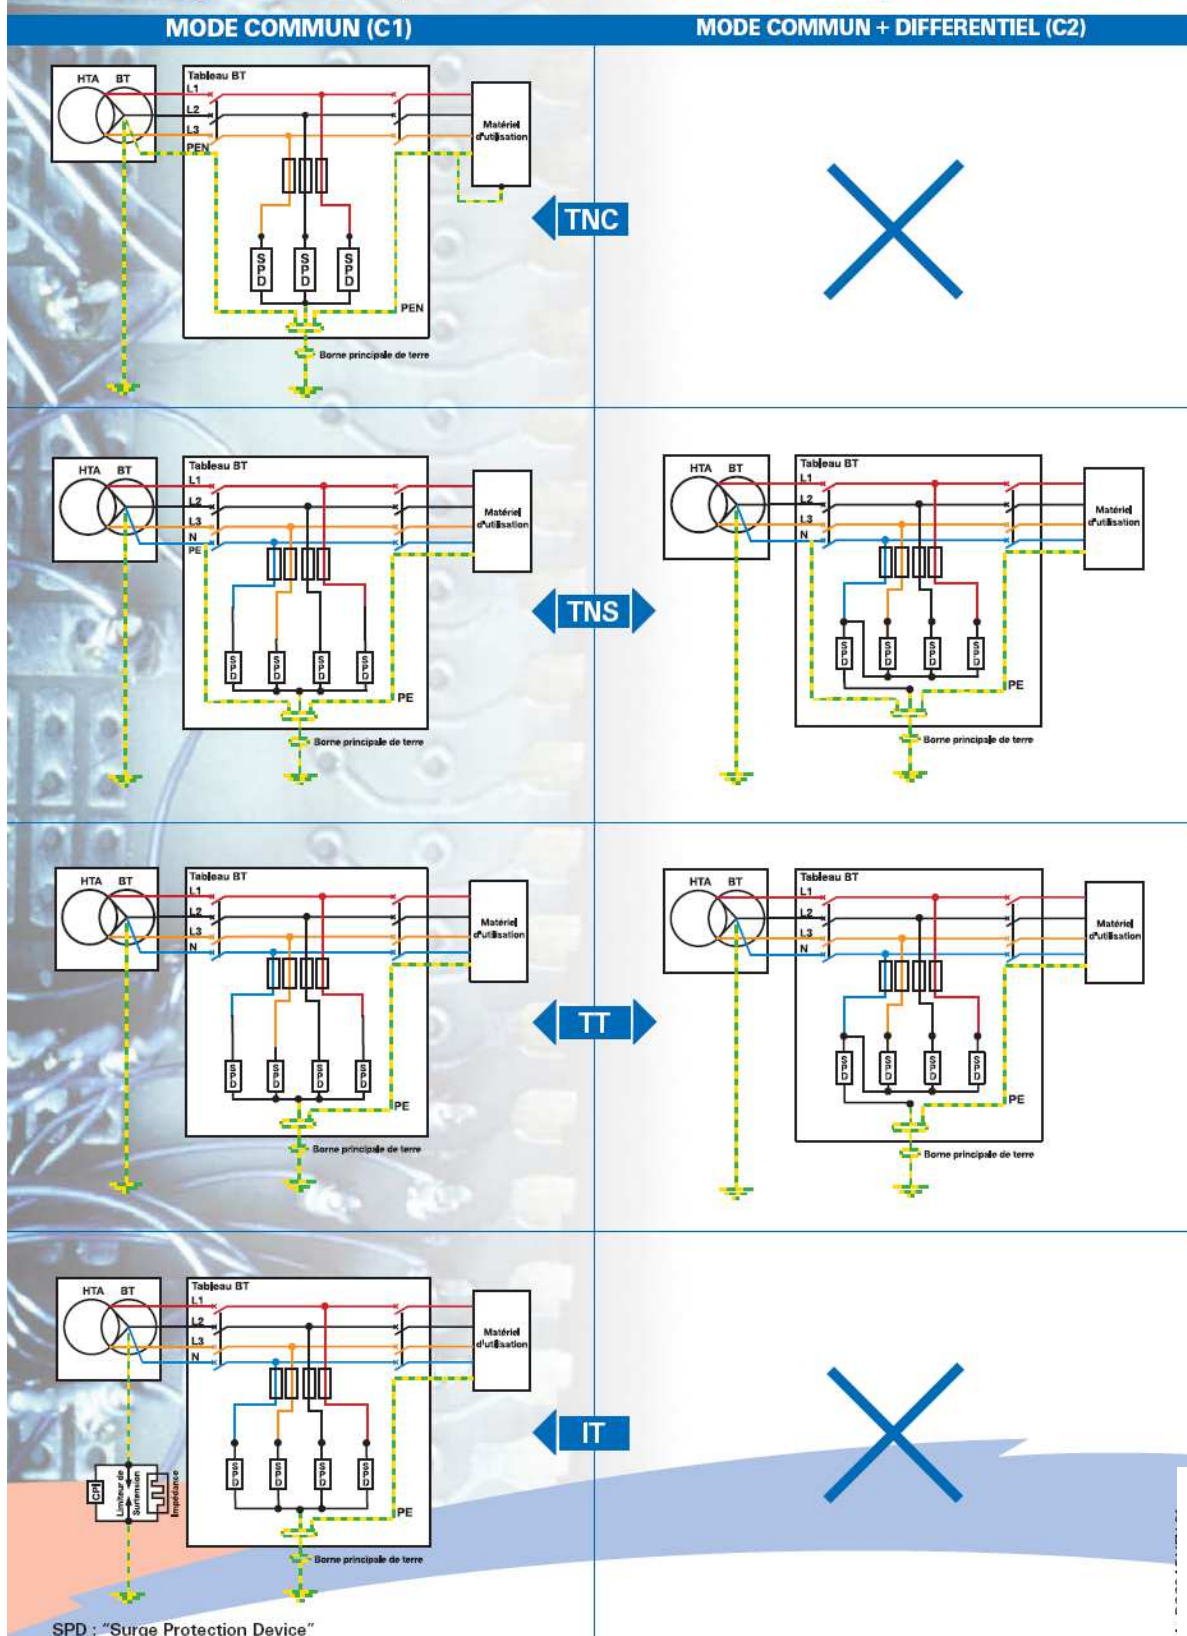 MODE COMMUN (C1)
MODE COMMUN + DIFFERENTIEL (C2)
HTA BT
Tableau BT
L1
L2
L3
PEN
Matériel
d'utilisation
SPD
SPD
SPD
PEN
Borne principale de terre
TNC
HTA BT
Tableau BT
L1
L2
L3
N
PE
Matériel
d'utilisation
SPD
SPD
SPD
SPD
PE
Borne principale de terre
TNS
HTA BT
Tableau BT
L1
L2
L3
N
Matériel
d'utilisation
SPD
SPD
SPD
SPD
PE
Borne principale de terre
HTA BT
Tableau BT
L1
L2
L3
N
Matériel
d'utilisation
SPD
SPD
SPD
SPD
PE
Borne principale de terre
TT
HTA BT
Tableau BT
L1
L2
L3
N
Matériel
d'utilisation
SPD
SPD
SPD
SPD
PE
Borne principale de terre
HTA BT
Tableau BT
L1
L2
L3
N
Matériel
d'utilisation
CPI
Limiteur de
Surtension
Impédance
SPD
SPD
SPD
SPD
PE
Borne principale de terre
IT
SPD : "Surge Protection Device"